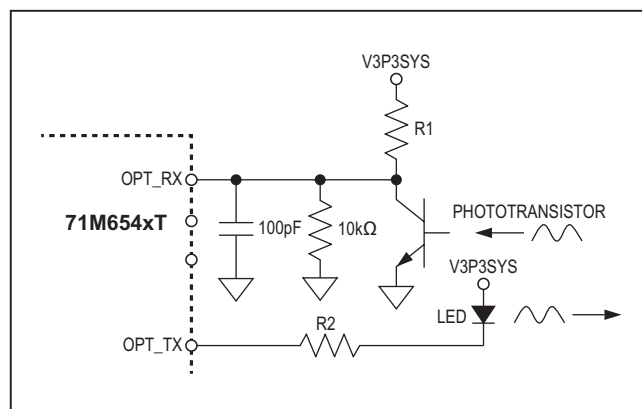 V3P3SYS
R1
OPT_RX
71M654xT
100pF
10kΩ
PHOTOTRANSISTOR
V3P3SYS
LED
R2
OPT_TX